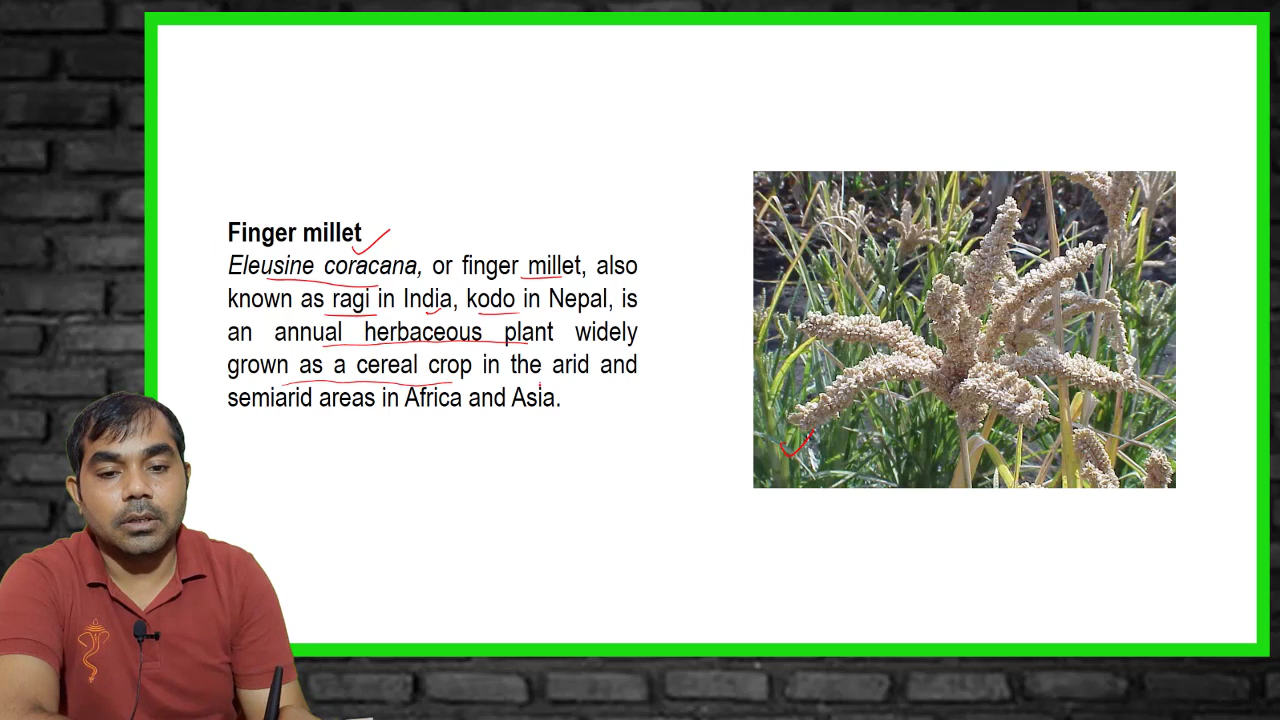 Finger millet
Eleusine coracana, or finger millet, also
known as ragi in India, kodo in Nepal, is
an annual herbaceous plant widely
grown as a cereal crop in the arid and
semiarid areas in Africa and Asia.